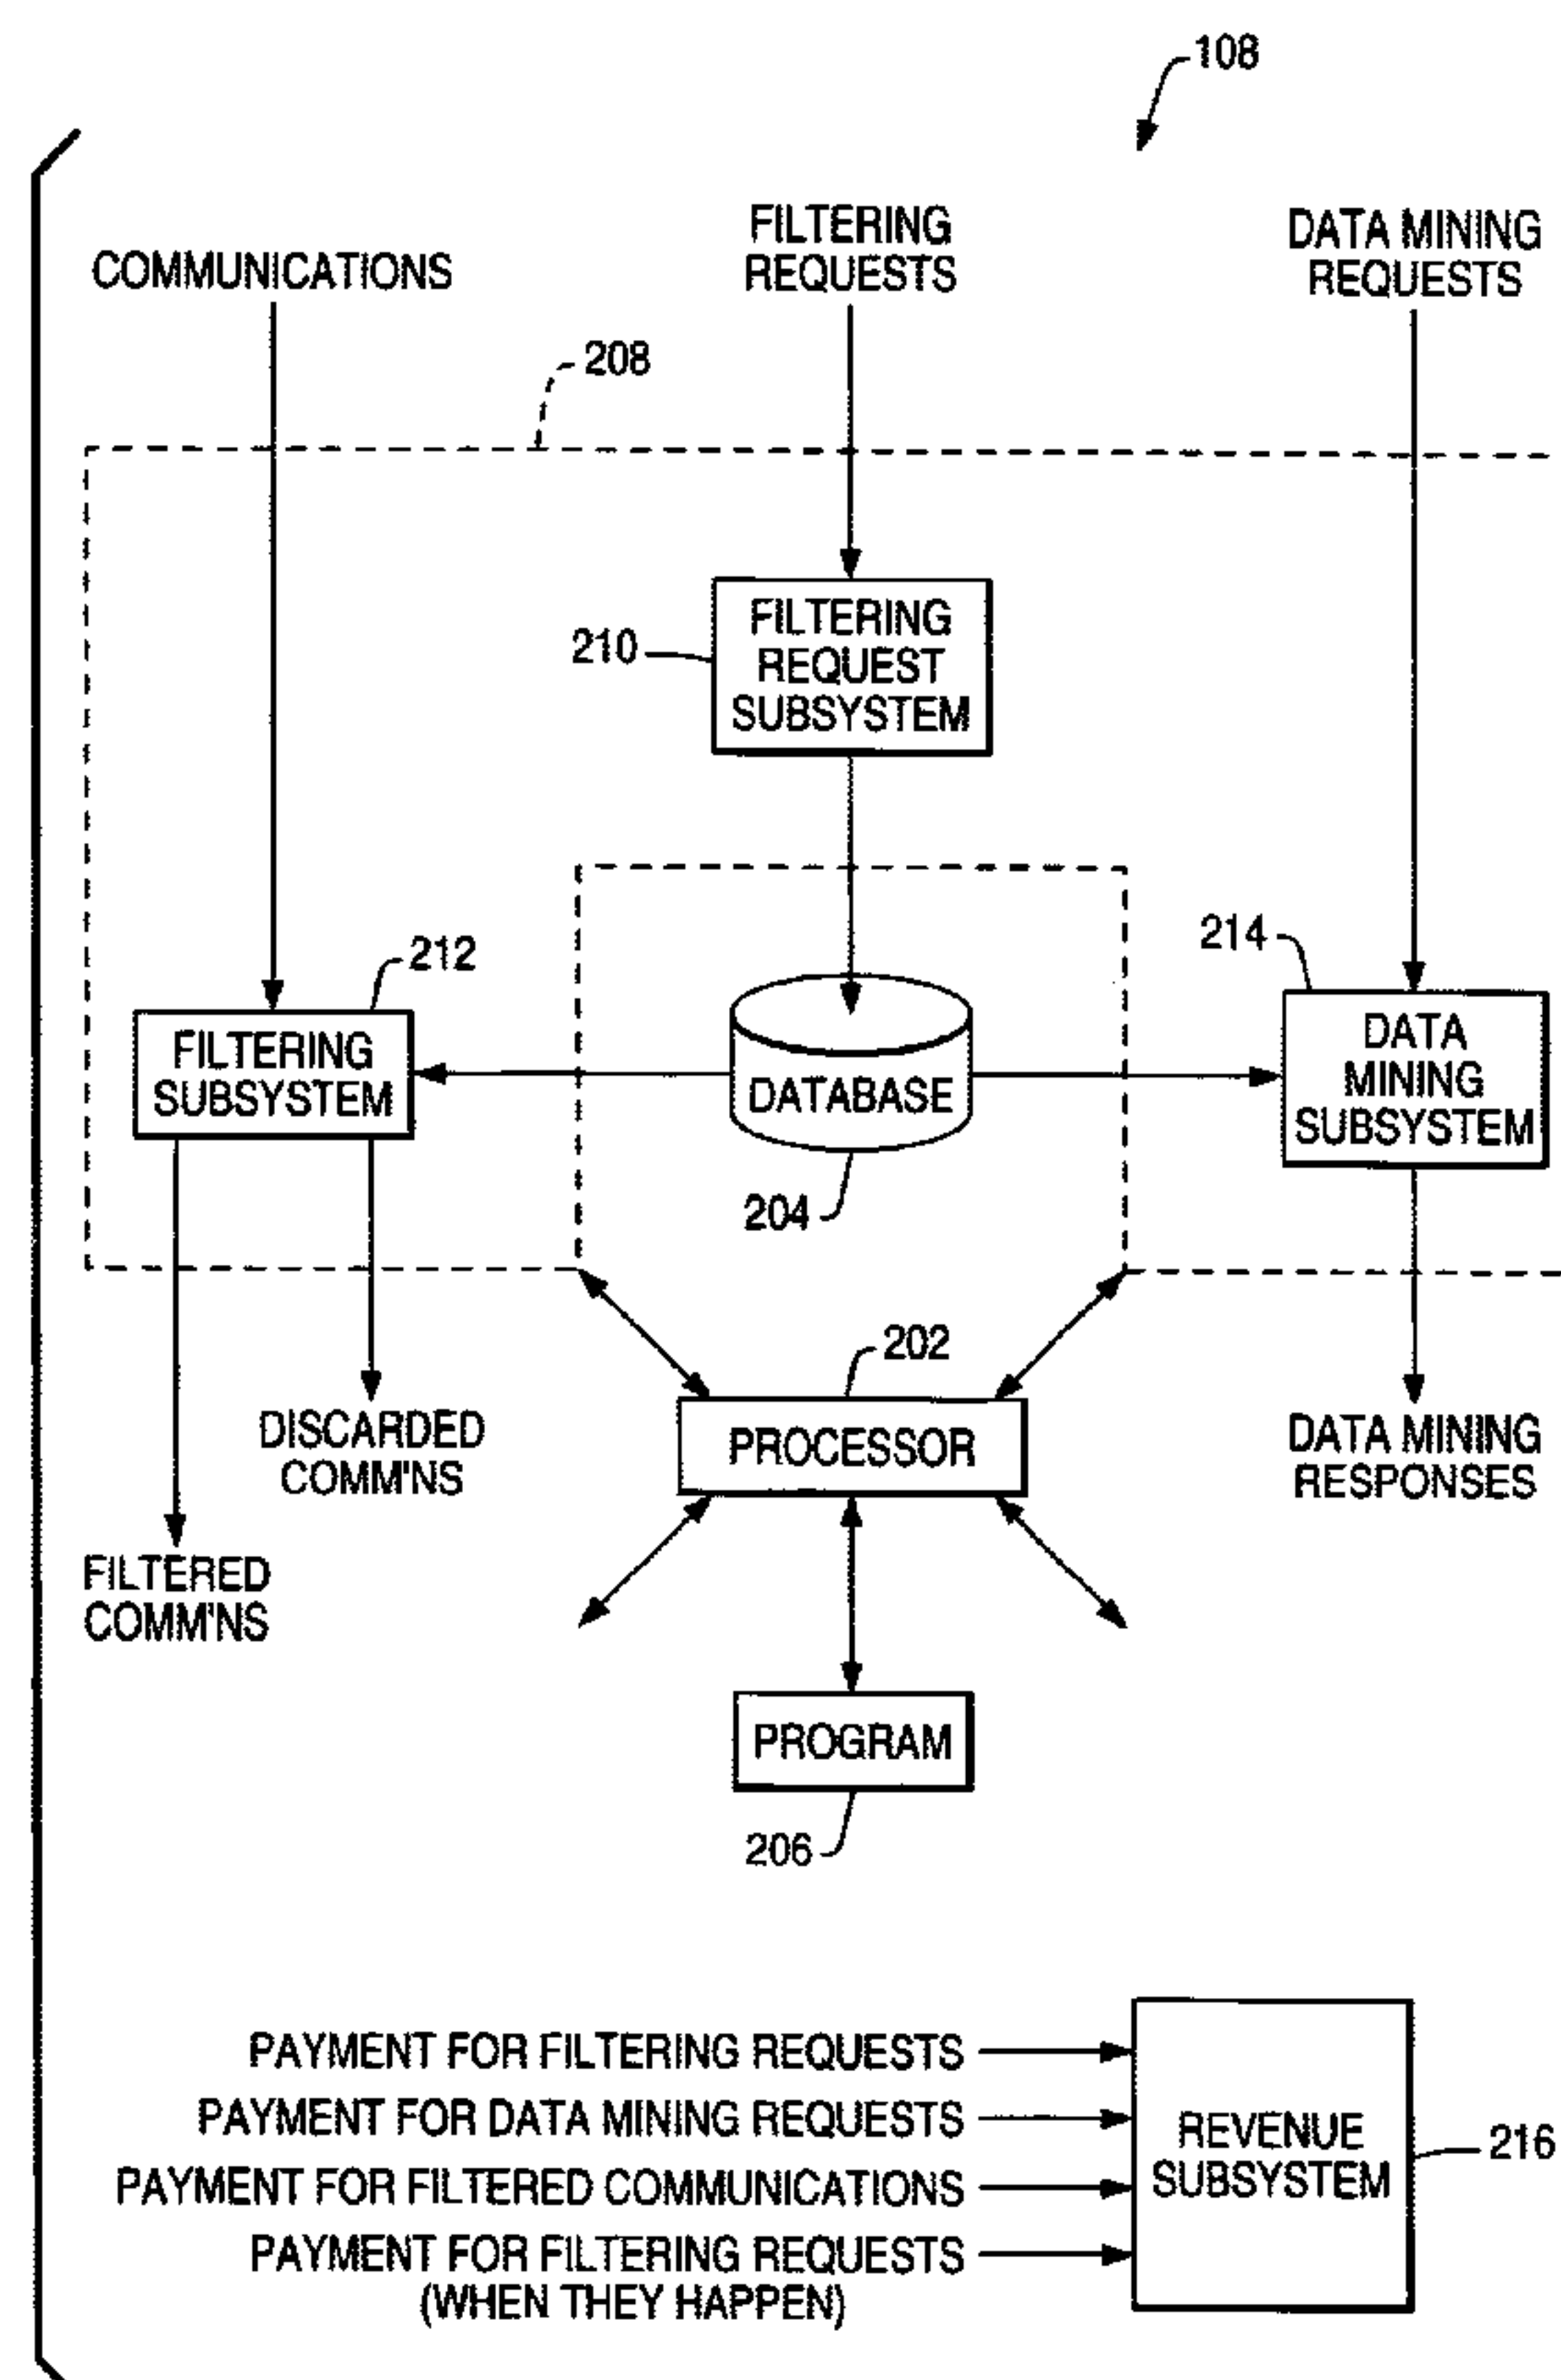 108
COMMUNICATIONS
FILTERING
REQUESTS
DATA MINING
REQUESTS
208
210
FILTERING
REQUEST
SUBSYSTEM
212
FILTERING
SUBSYSTEM
DATABASE
204
214
DATA
MINING
SUBSYSTEM
202
PROCESSOR
DISCARDED
COMM'NS
FILTERED
COMM'NS
DATA MINING
RESPONSES
PROGRAM
206
PAYMENT FOR FILTERING REQUESTS
PAYMENT FOR DATA MINING REQUESTS
PAYMENT FOR FILTERED COMMUNICATIONS
PAYMENT FOR FILTERING REQUESTS
(WHEN THEY HAPPEN)
REVENUE
SUBSYSTEM
216